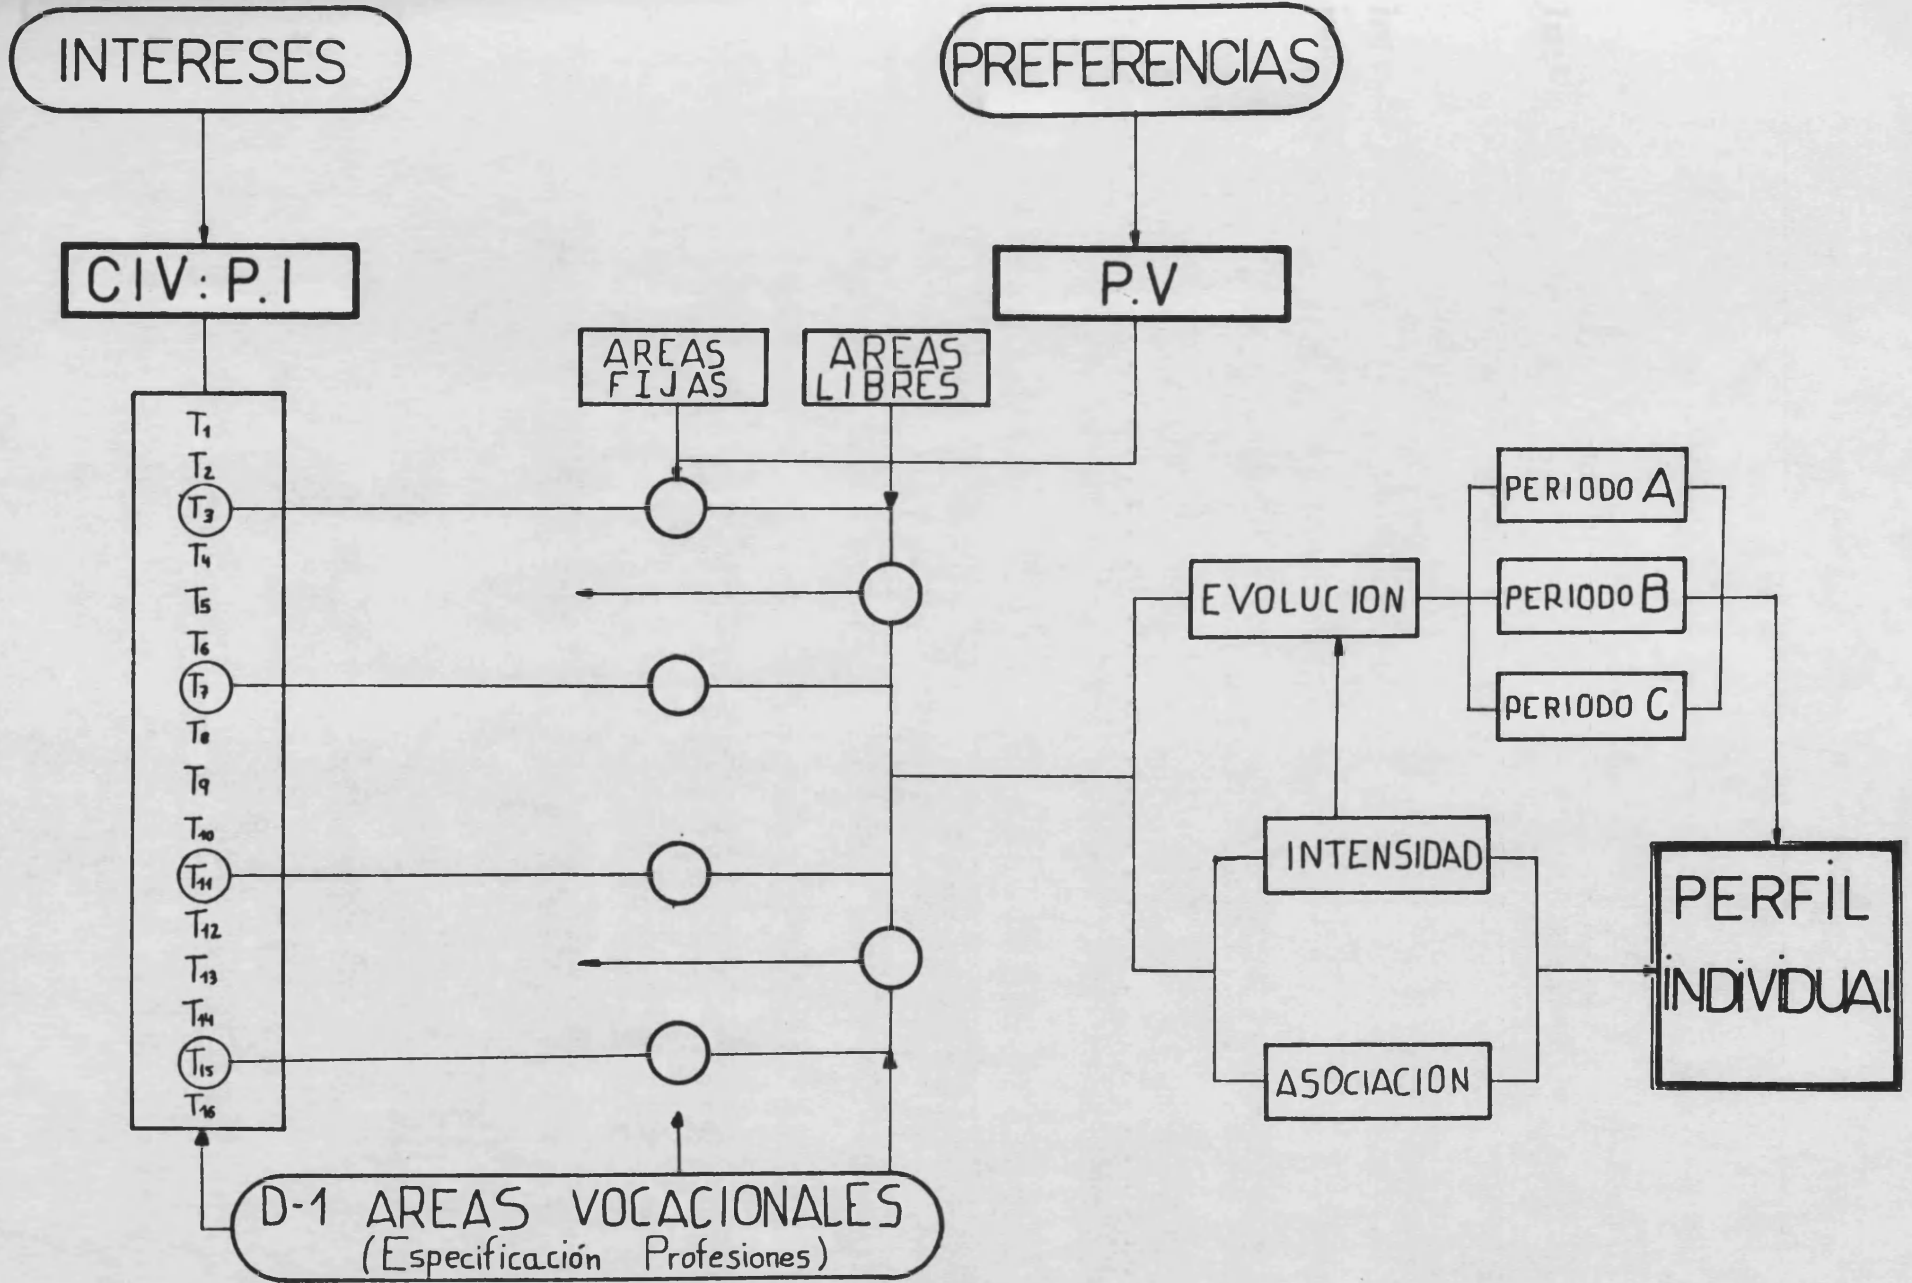 INTERESES
PREFERENCIAS
CIV: P.I
P.V
AREAS
FIJAS
AREAS
LIBRES
T1
T2
T3
T4
T5
T6
T7
T8
T9
T10
T11
T12
T13
T14
T15
T16
EVOLUCION
PERIODO A
PERIODO B
PERIODO C
INTENSIDAD
ASOCIACION
PERFIL
INDIVIDUAL
D-1 AREAS VOCACIONALES
(Especificación Profesiones)